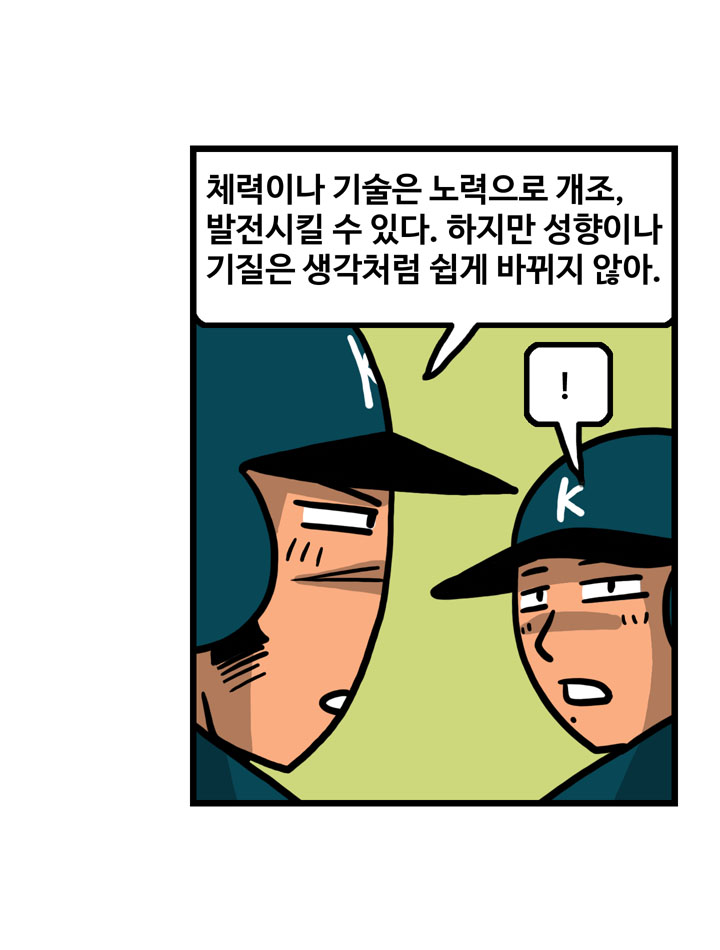 체력이나 기술은 노력으로 개조,
발전시킬 수 있다. 하지만 성향이나
기질은 생각처럼 쉽게 바뀌지 않아.
!
K
K